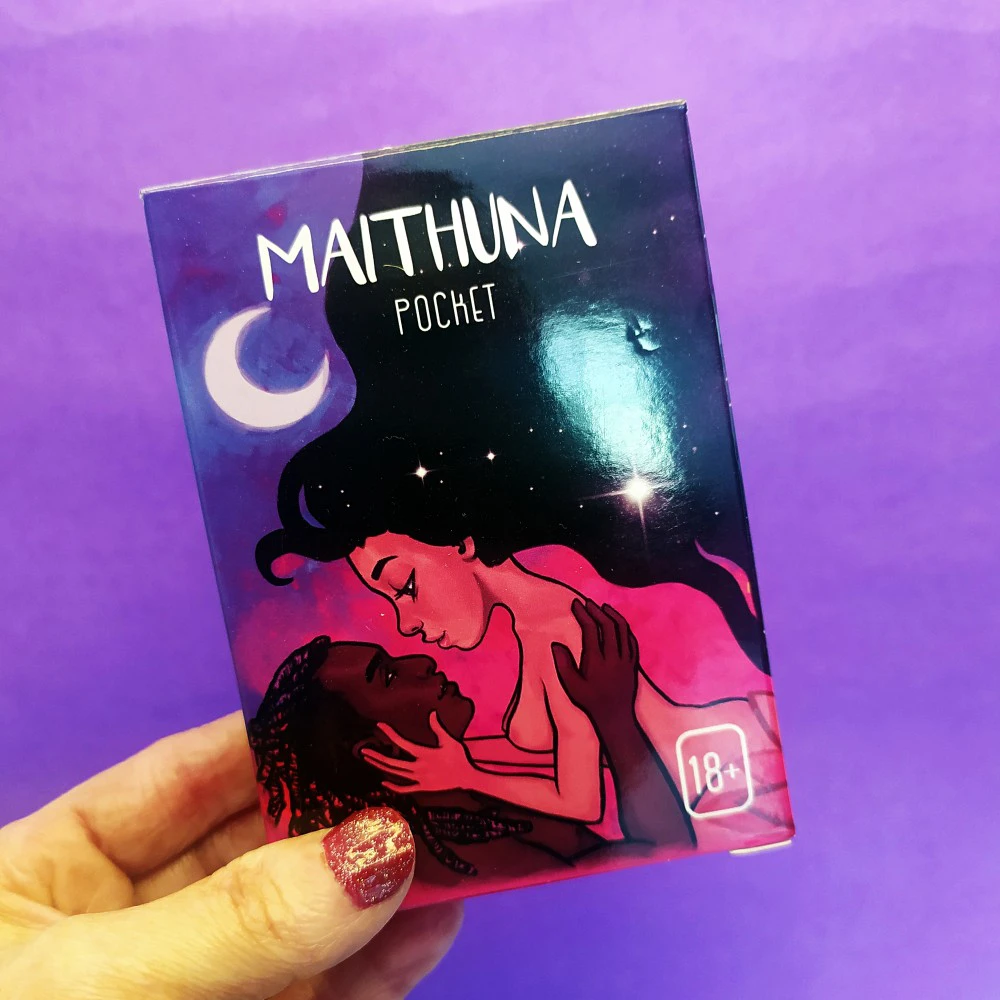 MAITHUNA
POCKET
18+